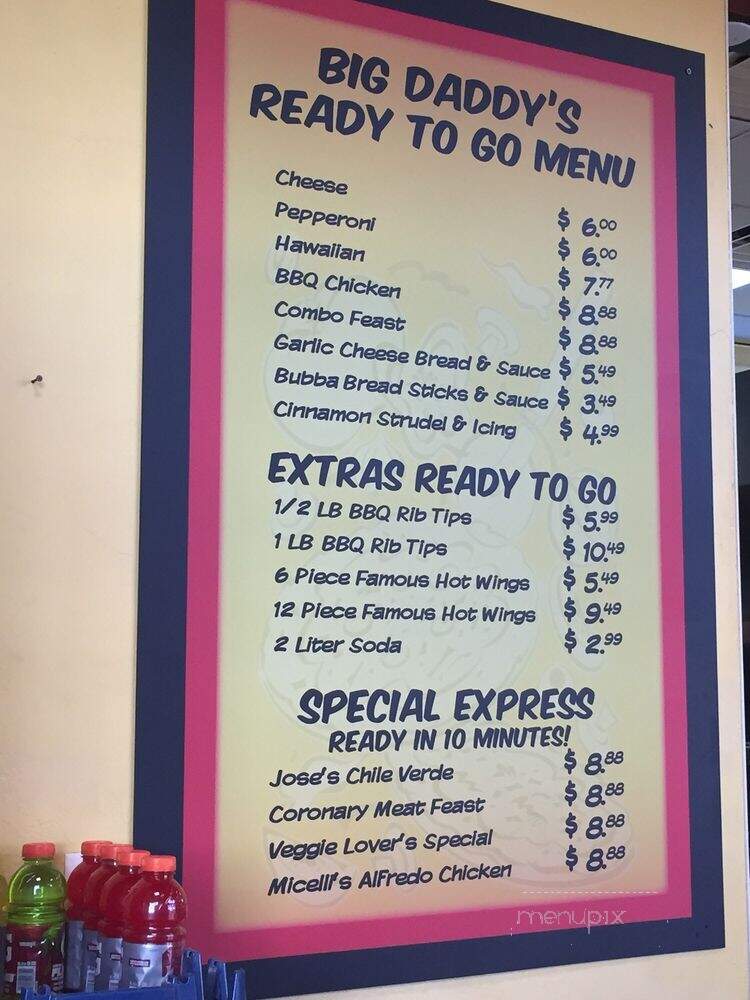 BIG DADDY'S
READY TO GO MENU
Cheese $ 6.00
Pepperoni $ 6.00
Hawaiian $ 7.77
BBQ Chicken $ 8.88
Combo Feast $ 8.88
Garlic Cheese Bread & Sauce $ 5.49
Bubba Bread Sticks & Sauce $ 3.49
Cinnamon Strudel & Icing $ 4.99
EXTRAS READY TO GO
1/2 LB BBQ Rib Tips $ 5.99
1 LB BBQ Rib Tips $ 10.49
6 Piece Famous Hot Wings $ 5.49
12 Piece Famous Hot Wings $ 9.49
2 Liter Soda $ 2.99
SPECIAL EXPRESS
READY IN 10 MINUTES!
Jose's Chile Verde $ 8.88
Coronary Meat Feast $ 8.88
Veggie Lover's Special $ 8.88
Micelli's AlFredo Chicken $ 8.88
menupix